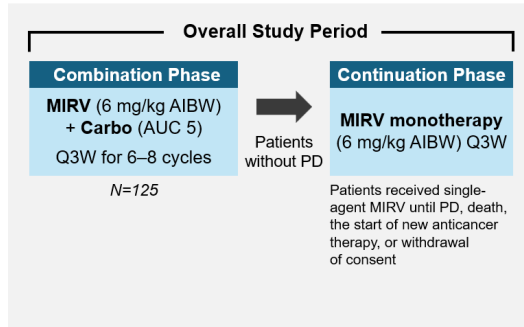 Overall Study Period
Combination Phase
MIRV (6 mg/kg AIBW)
+ Carbo (AUC 5)
Q3W for 6–8 cycles
N=125
Patients
without PD
Continuation Phase
MIRV monotherapy
(6 mg/kg AIBW) Q3W
Patients received single-
agent MIRV until PD, death,
the start of new anticancer
therapy, or withdrawal
of consent